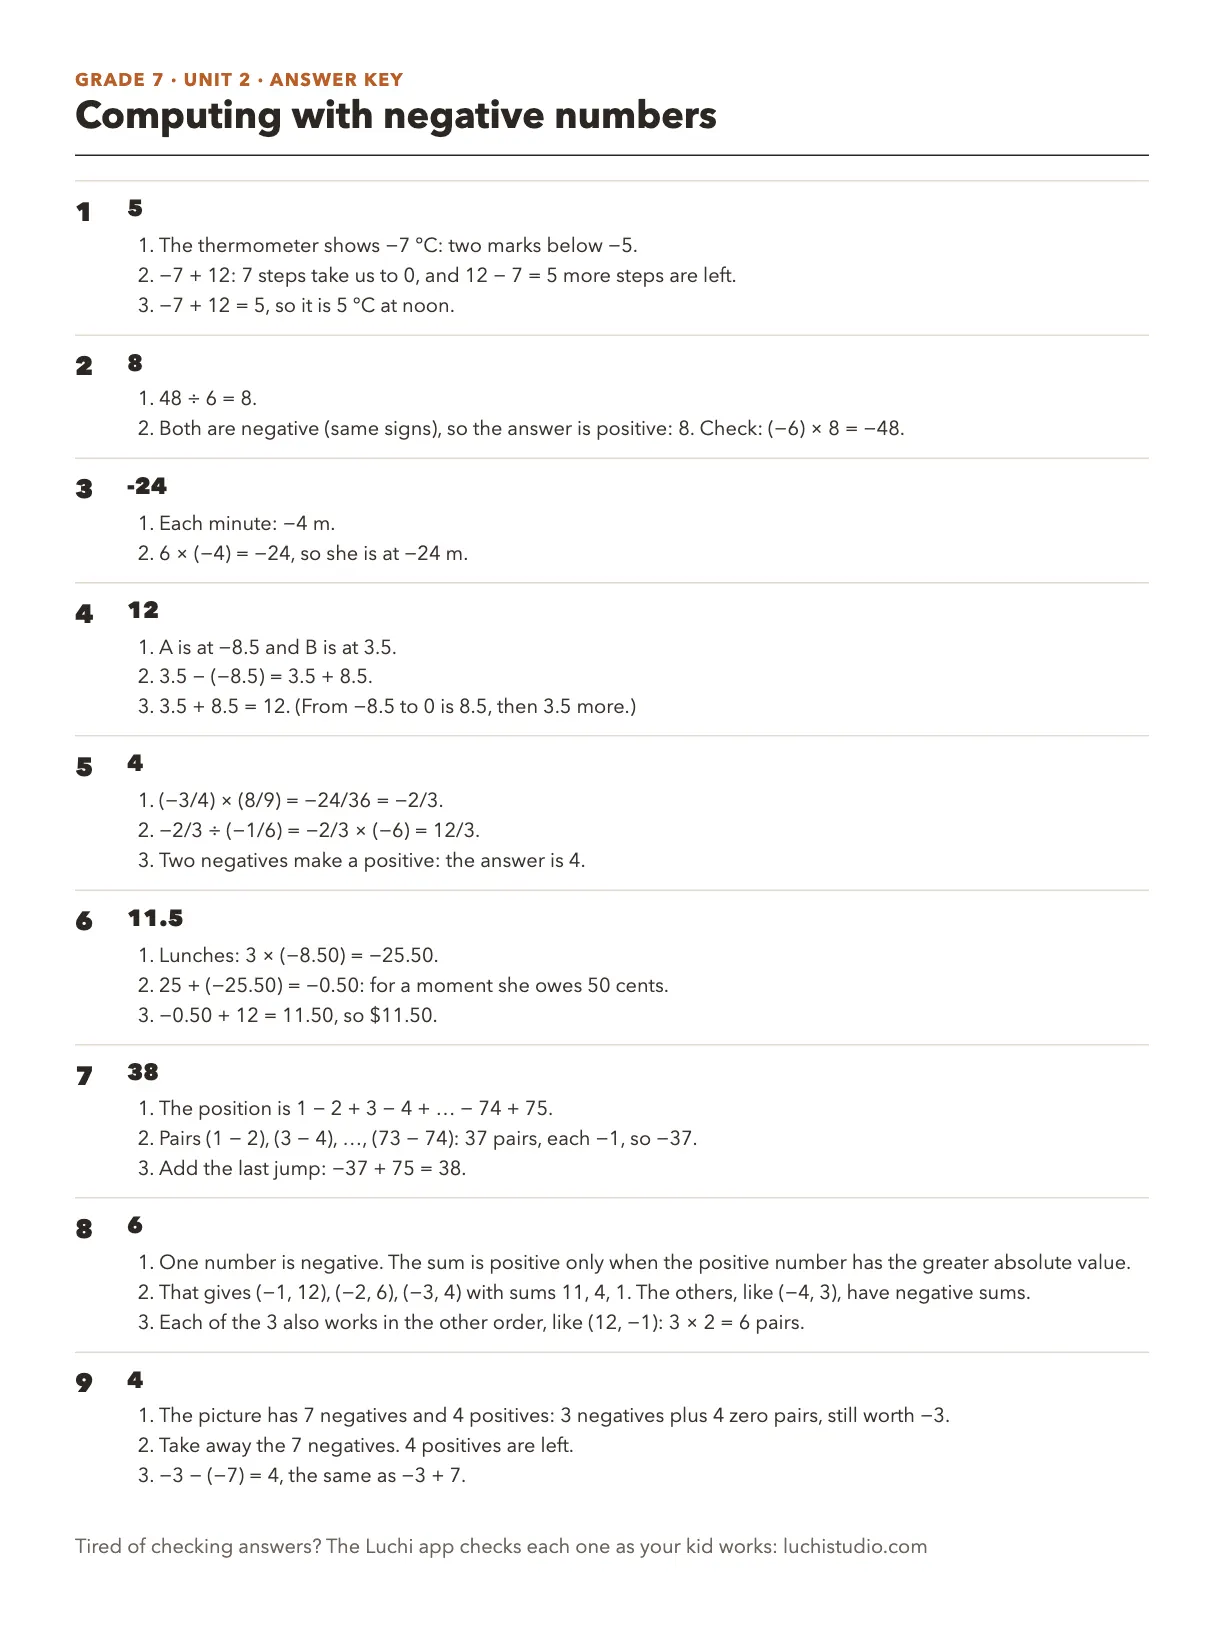 GRADE 7 · UNIT 2 · ANSWER KEY
Computing with negative numbers
1 5
1. The thermometer shows −7 °C: two marks below −5.
2. −7 + 12: 7 steps take us to 0, and 12 − 7 = 5 more steps are left.
3. −7 + 12 = 5, so it is 5 °C at noon.
2 8
1. 48 ÷ 6 = 8.
2. Both are negative (same signs), so the answer is positive: 8. Check: (−6) × 8 = −48.
3 -24
1. Each minute: −4 m.
2. 6 × (−4) = −24, so she is at −24 m.
4 12
1. A is at −8.5 and B is at 3.5.
2. 3.5 − (−8.5) = 3.5 + 8.5.
3. 3.5 + 8.5 = 12. (From −8.5 to 0 is 8.5, then 3.5 more.)
5 4
1. (−3/4) × (8/9) = −24/36 = −2/3.
2. −2/3 ÷ (−1/6) = −2/3 × (−6) = 12/3.
3. Two negatives make a positive: the answer is 4.
6 11.5
1. Lunches: 3 × (−8.50) = −25.50.
2. 25 + (−25.50) = −0.50: for a moment she owes 50 cents.
3. −0.50 + 12 = 11.50, so $11.50.
7 38
1. The position is 1 − 2 + 3 − 4 + … − 74 + 75.
2. Pairs (1 − 2), (3 − 4), …, (73 − 74): 37 pairs, each −1, so −37.
3. Add the last jump: −37 + 75 = 38.
8 6
1. One number is negative. The sum is positive only when the positive number has the greater absolute value.
2. That gives (−1, 12), (−2, 6), (−3, 4) with sums 11, 4, 1. The others, like (−4, 3), have negative sums.
3. Each of the 3 also works in the other order, like (12, −1): 3 × 2 = 6 pairs.
9 4
1. The picture has 7 negatives and 4 positives: 3 negatives plus 4 zero pairs, still worth −3.
2. Take away the 7 negatives. 4 positives are left.
3. −3 − (−7) = 4, the same as −3 + 7.
Tired of checking answers? The Luchi app checks each one as your kid works: luchistudio.com